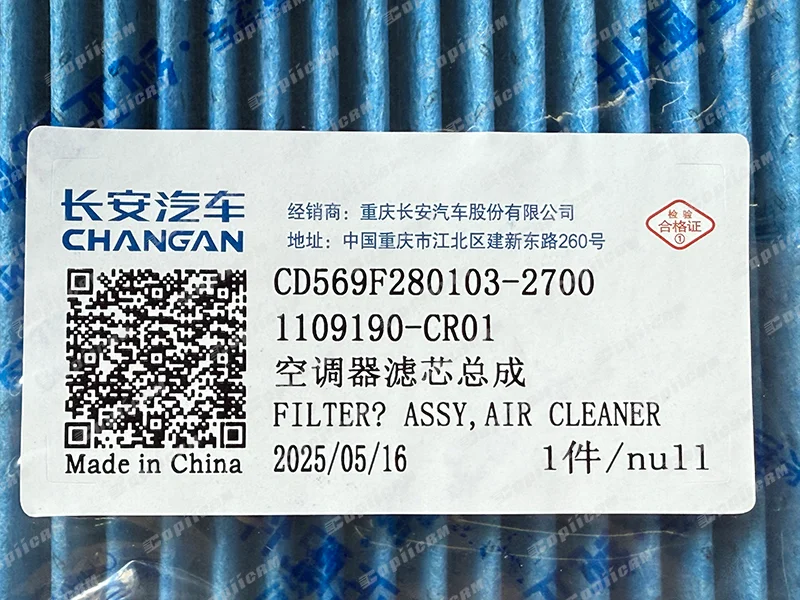 长安汽车
CHANGAN
经销商：重庆长安汽车股份有限公司
地址：中国重庆市江北区建新东路260号
检验
合格证
①
CD569F280103-2700
1109190-CR01
空调器滤芯总成
FILTER? ASSY,AIR CLEANER
Made in China
2025/05/16
1件/null
CopiiCAM